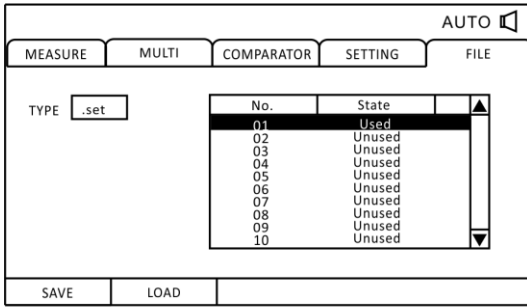 AUTO
MEASURE MULTI COMPARATOR SETTING FILE
TYPE .set
No. State
01 Used
02 Unused
03 Unused
04 Unused
05 Unused
06 Unused
07 Unused
08 Unused
09 Unused
10 Unused
SAVE LOAD